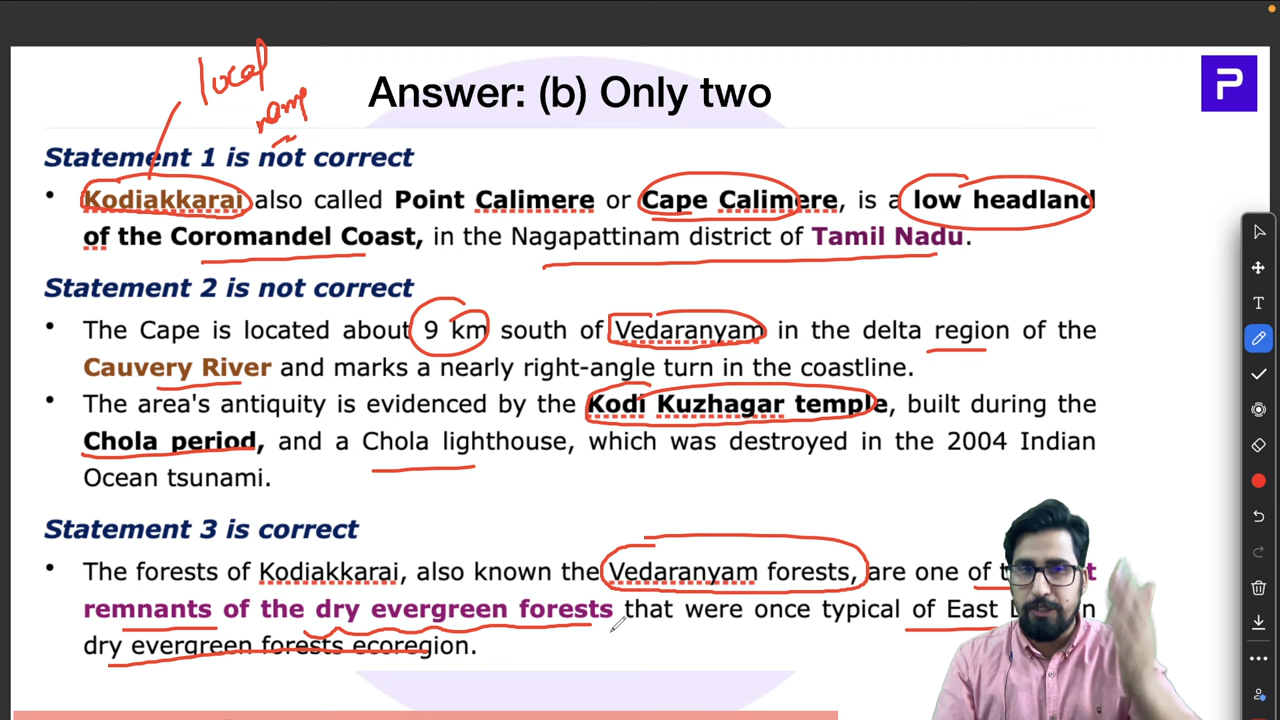 local
name
Answer: (b) Only two
P
Statement 1 is not correct
• Kodiakkarai also called Point Calimere or Cape Calimere, is a low headland
of the Coromandel Coast, in the Nagapattinam district of Tamil Nadu.
Statement 2 is not correct
• The Cape is located about 9 km south of Vedaranyam in the delta region of the
Cauvery River and marks a nearly right-angle turn in the coastline.
• The area's antiquity is evidenced by the Kodi Kuzhagar temple, built during the
Chola period, and a Chola lighthouse, which was destroyed in the 2004 Indian
Ocean tsunami.
Statement 3 is correct
• The forests of Kodiakkarai, also known the Vedaranyam forests, are one of
remnants of the dry evergreen forests that were once typical of East
dry evergreen forests ecoregion.
T